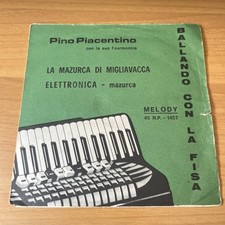 Pino Piacentino
con la sua fisarmonica
LA MAZURCA DI MIGLIAVACCA
ELETTRONICA - mazurca
MELODY
45 N.P. - 1457
BALLANDO CON LA FISA